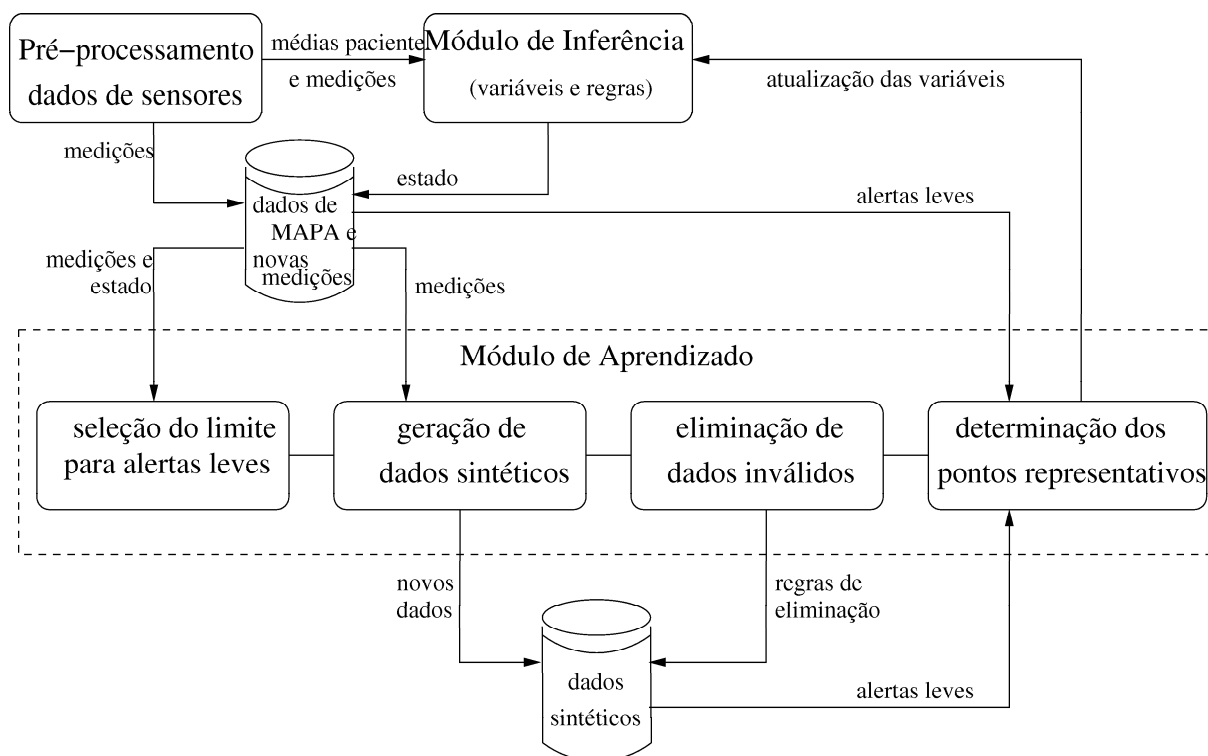 Pré-processamento
dados de sensores
médias paciente
e medições
Módulo de Inferência
(variáveis e regras)
atualização das variáveis
medições
estado
dados de
MAPA e
novas
medições
alertas leves
medições e
estado
medições
Módulo de Aprendizado
seleção do limite
para alertas leves
geração de
dados sintéticos
eliminação de
dados inválidos
determinação dos
pontos representativos
novos
dados
regras de
eliminação
dados
sintéticos
alertas leves